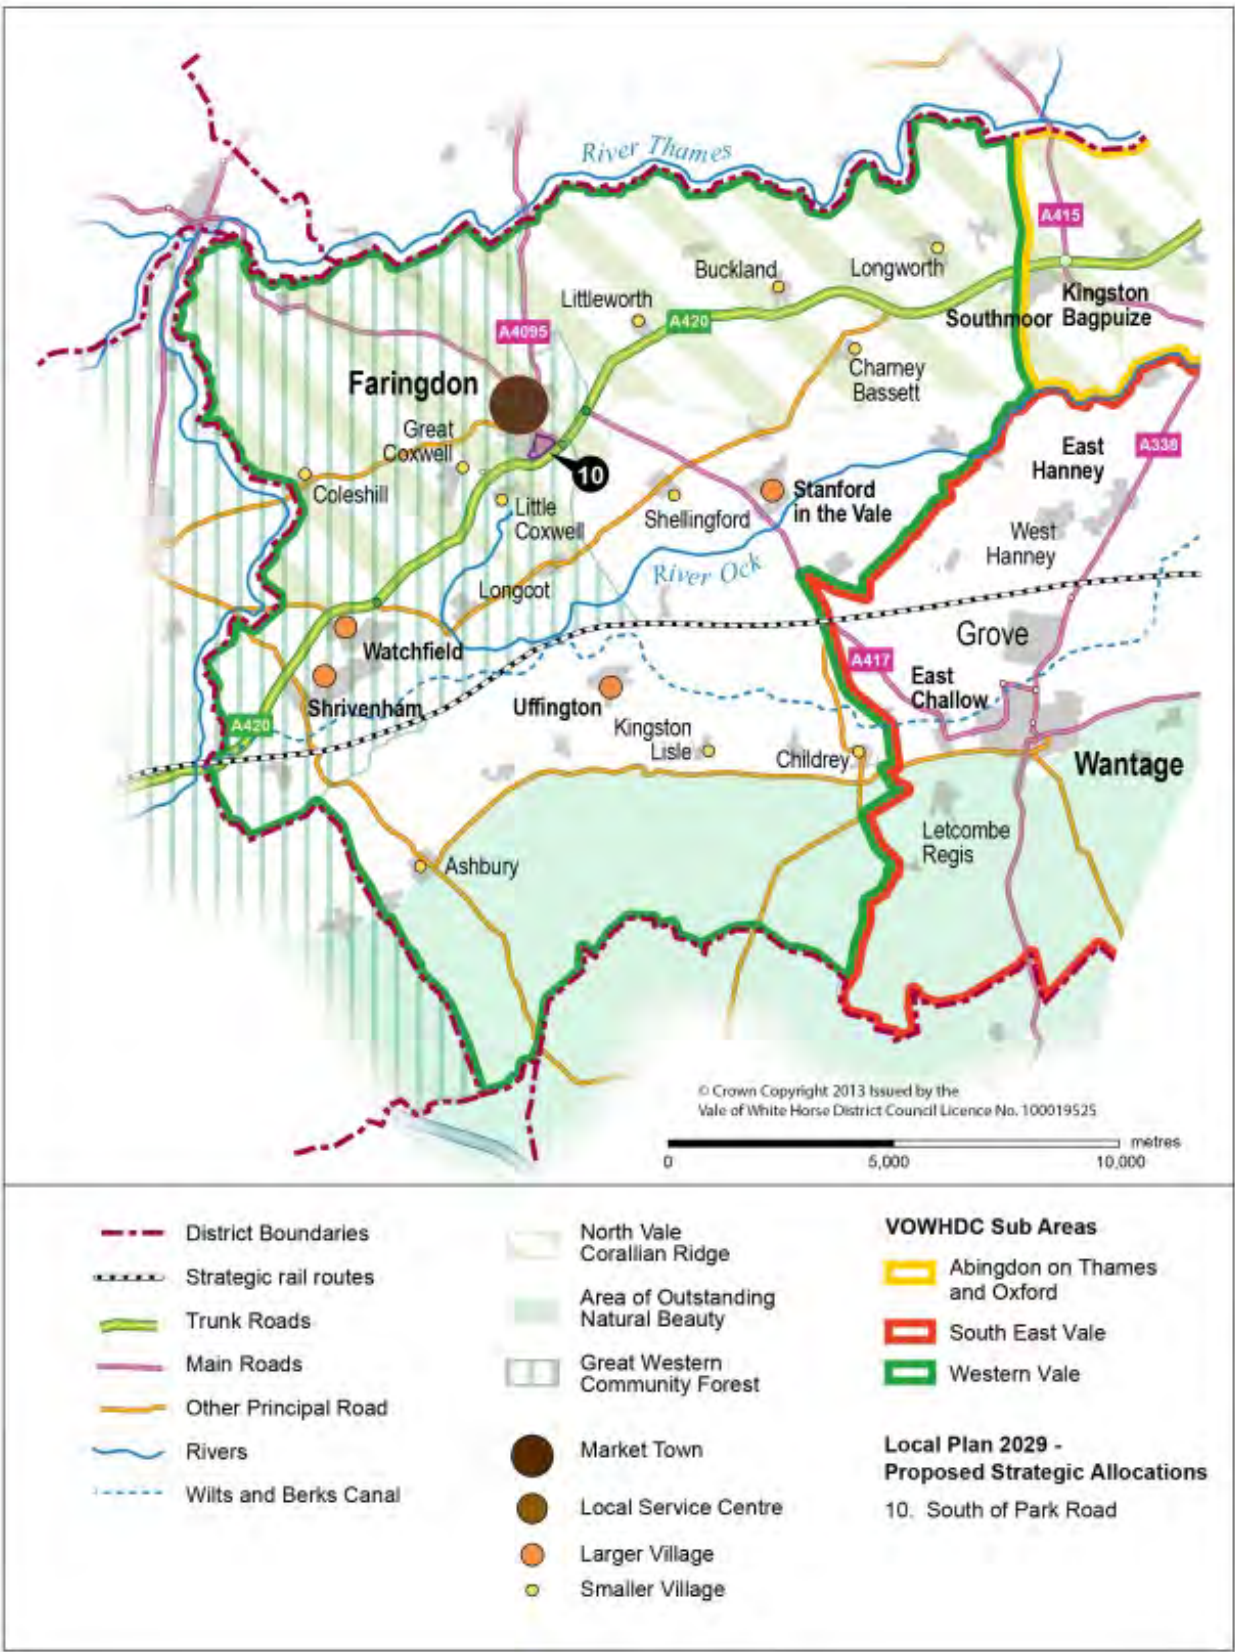 River Thames
A415
Buckland
Longworth
Littleworth
Kingston
Bagpuize
Southmoor
A4095
A420
Charney
Bassett
Faringdon
Great
Coxwell
East
Hanney
A338
10
Coleshill
Stanford
in the Vale
Little
Coxwell
Shellingford
West
Hanney
River Ock
Longcot
Grove
Watchfield
A417
East
Challow
Shrivenham
Uffington
A420
Kingston
Lisle
Childrey
Wantage
Letcombe
Regis
Ashbury
© Crown Copyright 2013 Issued by the
Vale of White Horse District Council Licence No. 100019525
metres
0 5,000 10,000
District Boundaries
Strategic rail routes
Trunk Roads
Main Roads
Other Principal Road
Rivers
Wilts and Berks Canal
North Vale
Corallian Ridge
Area of Outstanding
Natural Beauty
Great Western
Community Forest
Market Town
Local Service Centre
Larger Village
Smaller Village
VOWHDC Sub Areas
Abingdon on Thames
and Oxford
South East Vale
Western Vale
Local Plan 2029 -
Proposed Strategic Allocations
10. South of Park Road